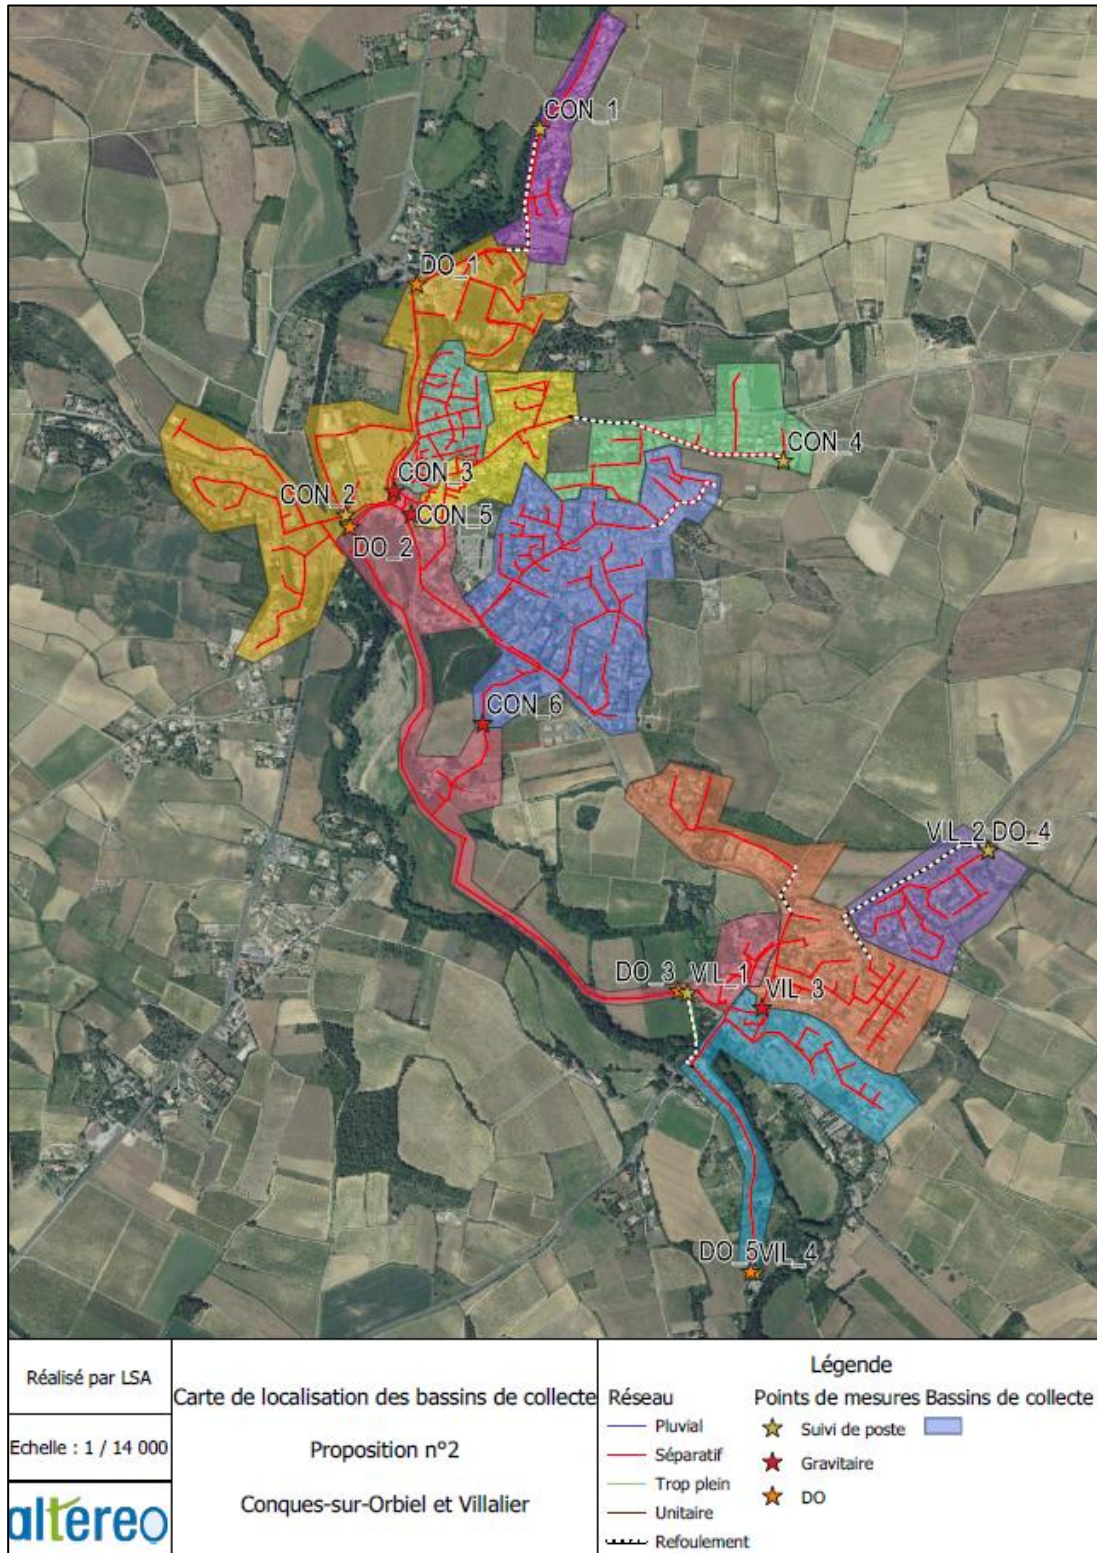 CON_1
DO_1
CON_4
CON_3
CON_2
CON_5
DO_2
CON_6
VIL_2 DO_4
DO_3 VIL_1
VIL_3
DO_5 VIL_4
Réalisé par LSA
Echelle : 1 / 14 000
altereo
Carte de localisation des bassins de collecte
Proposition n°2
Conques-sur-Orbiel et Villalier
Légende
Réseau
Pluvial
Séparatif
Trop plein
Unitaire
Refoulement
Points de mesures
Suivi de poste
Gravitaire
DO
Bassins de collecte